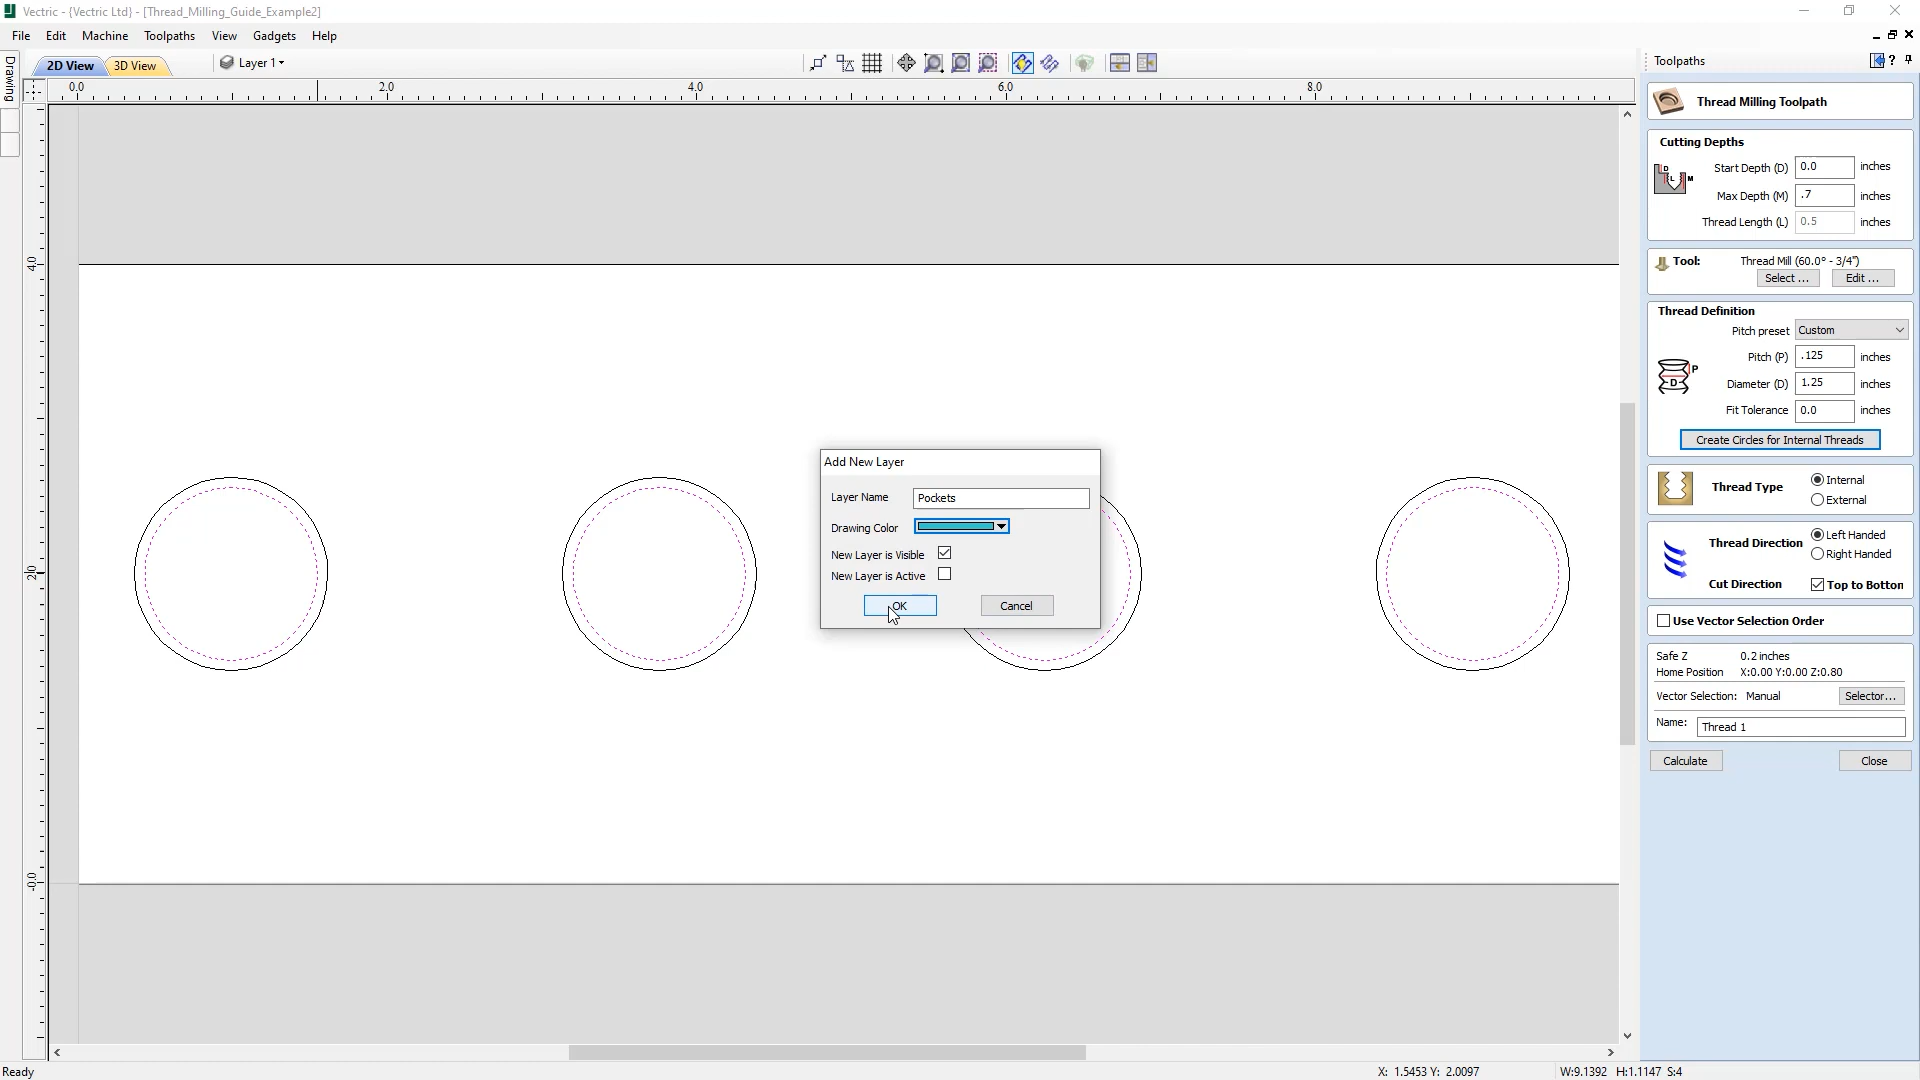 Vectric - {Vectric Ltd} - [Thread_Milling_Guide_Example2]
File Edit Machine Toolpaths View Gadgets Help
Drawing
2D View 3D View Layer 1
Toolpaths
0.0 2.0 4.0 6.0 8.0
4.0
2.0
-0.0
Thread Milling Toolpath
Cutting Depths
D
L M
Start Depth (D) 0.0 inches
Max Depth (M) .7 inches
Thread Length (L) 0.5 inches
Tool: Thread Mill (60.0° - 3/4")
Select ... Edit ...
Thread Definition
Pitch preset Custom
P
D
Pitch (P) .125 inches
Diameter (D) 1.25 inches
Fit Tolerance 0.0 inches
Create Circles for Internal Threads
Thread Type Internal
External
Thread Direction Left Handed
Right Handed
Cut Direction Top to Botton
Use Vector Selection Order
Safe Z 0.2 inches
Home Position X:0.00 Y:0.00 Z:0.80
Vector Selection: Manual Selector...
Name: Thread 1
Calculate Close
Add New Layer
Layer Name Pockets
Drawing Color
New Layer is Visible
New Layer is Active
OK Cancel
Ready
X: 1.5453 Y: 2.0097 W:9.1392 H:1.1147 S:4